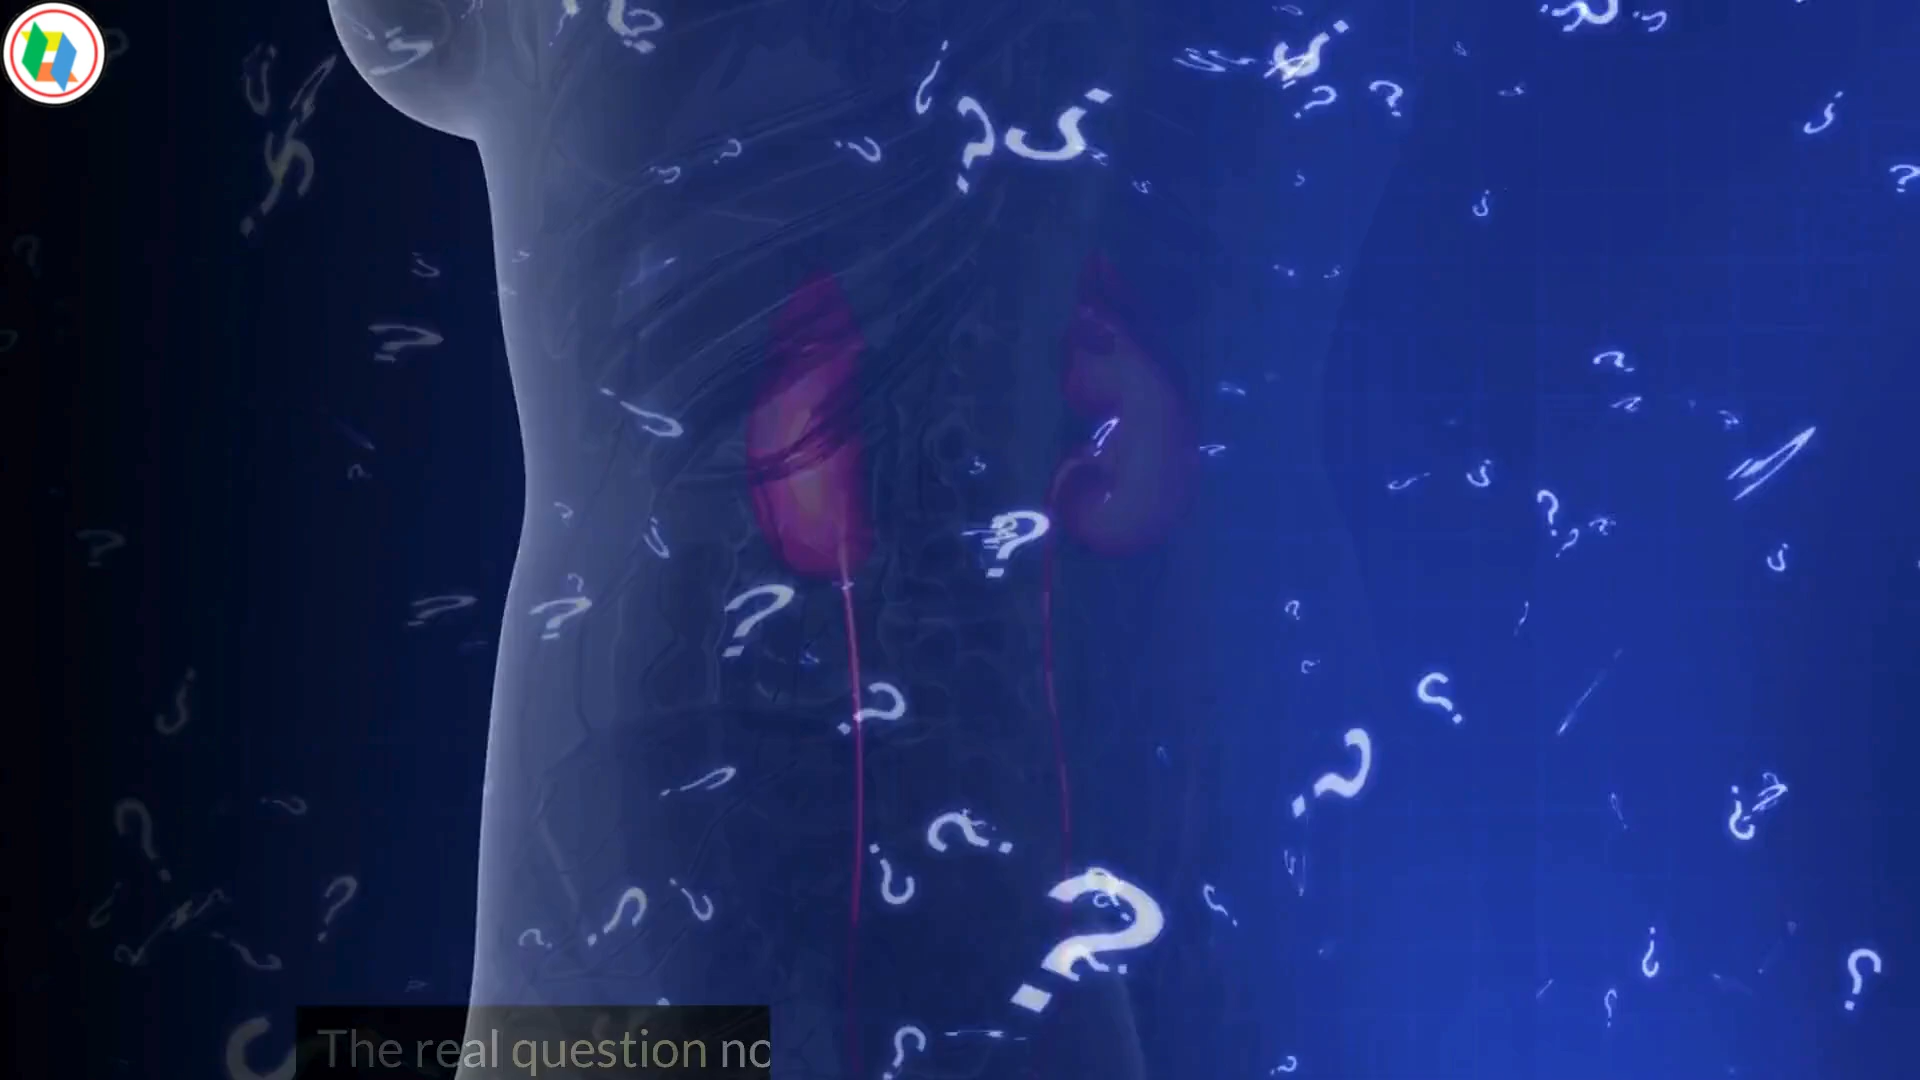 The real question no